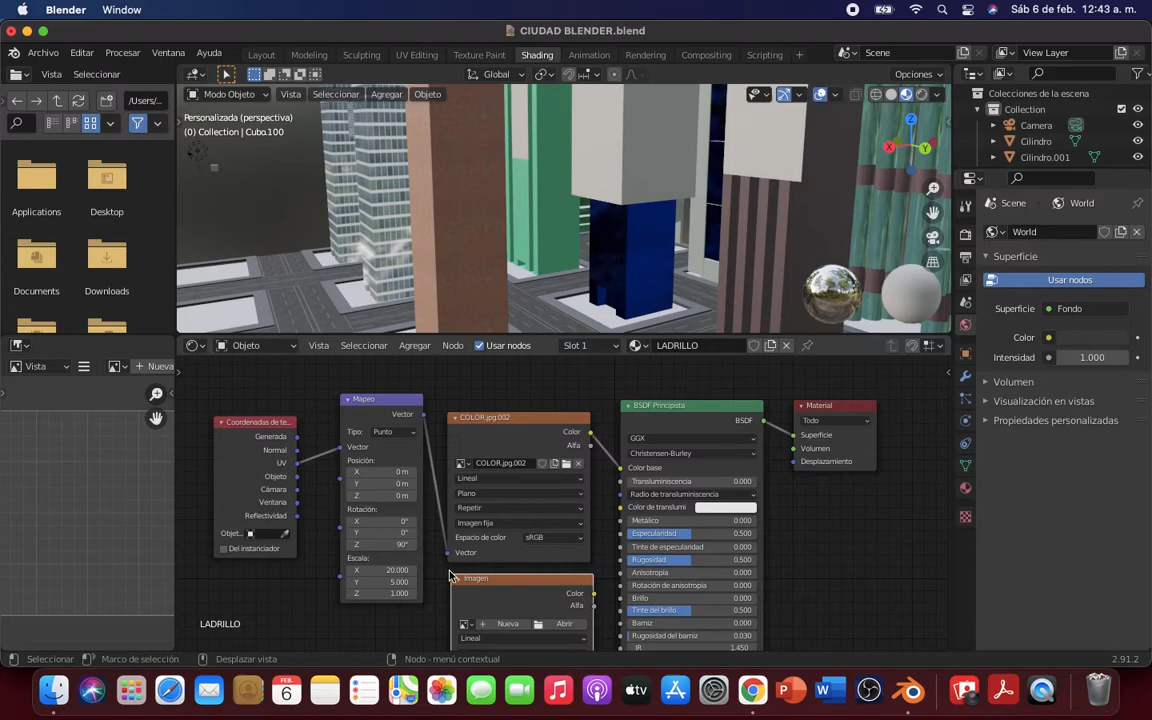 Blender Window Sáb 6 de feb. 12:43 a. m.
CIUDAD BLENDER.blend
Archivo Editar Procesar Ventana Ayuda Layout Modeling Sculpting UV Editing Texture Paint Shading Animation Rendering Compositing Scripting + Scene View Layer
Vista Seleccionar Global Opciones
Modo Objeto Vista Seleccionar Agregar Objeto
/Users/...
Personalizada (perspectiva)
(0) Collection | Cubo.100
Applications Desktop
Documents Downloads
X Y Z
Colecciones de la escena
Collection
Camera
Cilindro
Cilindro.001
Scene World
World
Superficie
Usar nodos
Superficie Fondo
Color
Intensidad 1.000
Volumen
Visualización en vistas
Propiedades personalizadas
Vista + Nueva
Objeto Vista Seleccionar Agregar Nodo Usar nodos Slot 1 LADRILLO
Coordenadas de te...
Generada
Normal
UV
Objeto
Cámara
Ventana
Reflectividad
Objet...
Del instanciador
Mapeo
Vector
Tipo: Punto
Vector
Posición:
X 0 m
Y 0 m
Z 0 m
Rotación:
X 0°
Y 0°
Z 90°
Escala:
X 20.000
Y 5.000
Z 1.000
COLOR.jpg.002
Color
Alfa
COLOR.jpg.002
Lineal
Plano
Repetir
Imagen fija
Espacio de color sRGB
Vector
Imagen
Color
Alfa
+ Nueva Abrir
Lineal
BSDF Principista
BSDF
GGX
Christensen-Burley
Color base
Transluminiscencia 0.000
Radio de transluminiscencia
Color de translumi
Metálico 0.000
Especularidad 0.500
Tinte de especularidad 0.000
Rugosidad 0.500
Anisotropía 0.000
Rotación de anisotropía 0.000
Brillo 0.000
Tinte del brillo 0.500
Barniz 0.000
Rugosidad del barniz 0.030
IR 1.450
Material
Todo
Superficie
Volumen
Desplazamiento
LADRILLO
Seleccionar Marco de selección Desplazar vista Nodo - menú contextual 2.91.2
FEB
6
tv